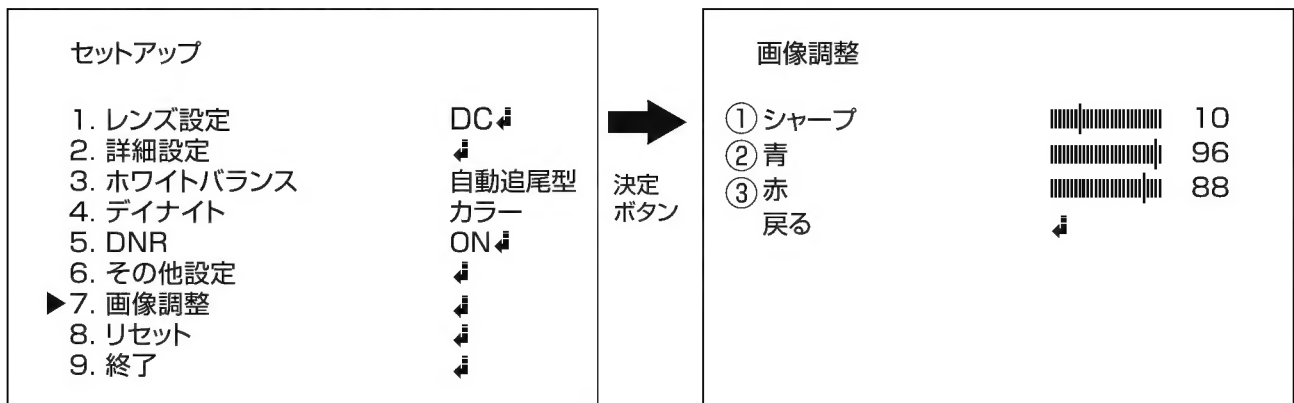 セットアップ
1. レンズ設定 DC
2. 詳細設定
3. ホワイトバランス 自動追尾型
4. デイナイト カラー
5. DNR ON
6. その他設定
▶7. 画像調整
8. リセット
9. 終了
決定
ボタン
画像調整
①シャープ 10
②青 96
③赤 88
戻る